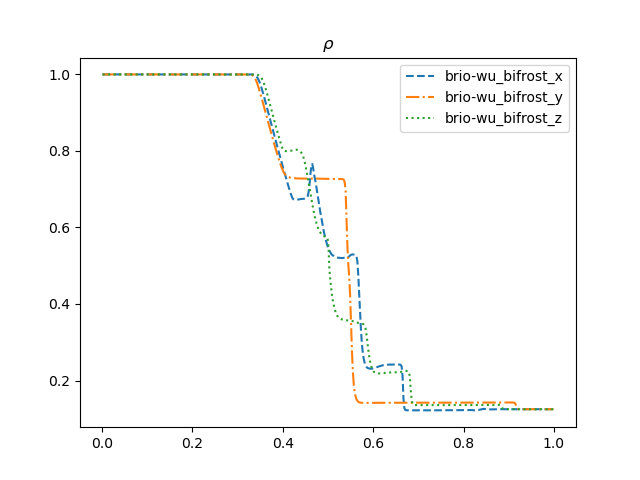 ρ
1.0
0.8
0.6
0.4
0.2
0.0 0.2 0.4 0.6 0.8 1.0
brio-wu_bifrost_x
brio-wu_bifrost_y
brio-wu_bifrost_z